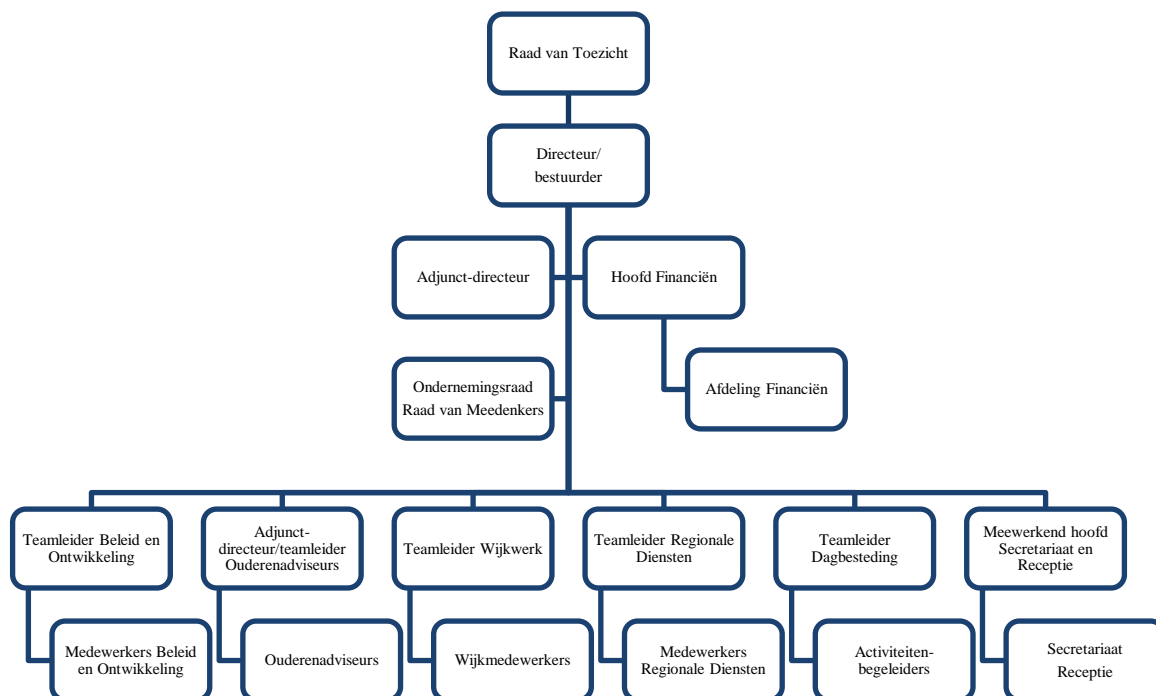 Raad van Toezicht
Directeur/
bestuurder
Adjunct-directeur
Hoofd Financiën
Ondernemingsraad
Raad van Meedenkers
Afdeling Financiën
Teamleider Beleid en
Ontwikkeling
Adjunct-
directeur/teamleider
Ouderenadviseurs
Teamleider Wijkwerk
Teamleider Regionale
Diensten
Teamleider
Dagbesteding
Meewerkend hoofd
Secretariaat en
Receptie
Medewerkers Beleid
en Ontwikkeling
Ouderenadviseurs
Wijkmedewerkers
Medewerkers
Regionale Diensten
Activiteiten-
begeleiders
Secretariaat
Receptie